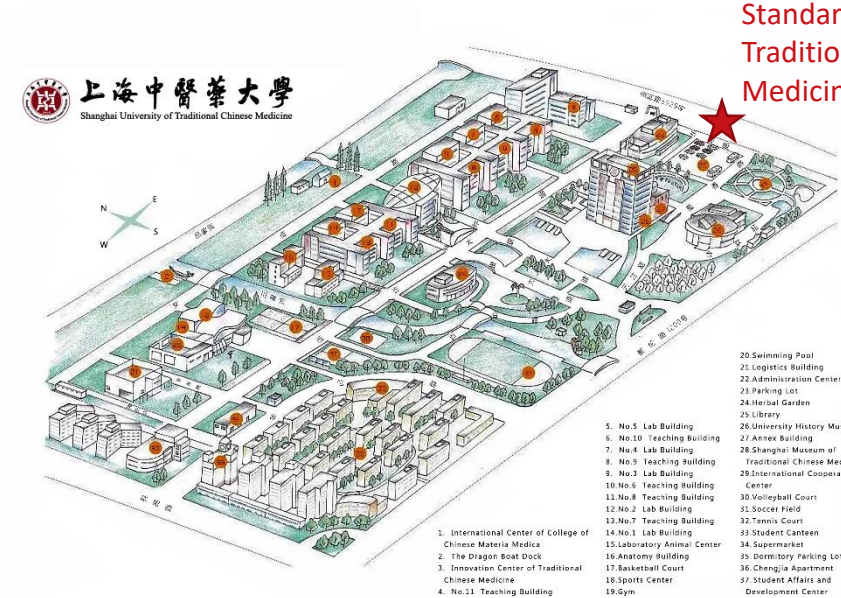 Standar
Traditio
Medicin
上海中醫藥大學
Shanghai University of Traditional Chinese Medicine
N
E
W
S
1. International Center of College of
Chinese Materia Medica
2. The Dragon Boat Dock
3. Innovation Center of Traditional
Chinese Medicine
4. No.11 Teaching Building
5. No.5 Lab Building
6. No.10 Teaching Building
7. No.4 Lab Building
8. No.9 Teaching Building
9. No.3 Lab Building
10.No.6 Teaching Building
11.No.8 Teaching Building
12.No.2 Lab Building
13.No.7 Teaching Building
14.No.1 Lab Building
15.Laboratory Animal Center
16.Anatomy Building
17.Basketball Court
18.Sports Center
19.Gym
20.Swimming Pool
21.Logistics Building
22.Administration Center
23.Parking Lot
24.Herbal Garden
25.Library
26.University History Mus
27.Annex Building
28.Shanghai Museum of
Traditional Chinese Med
29.International Coopera
Center
30.Volleyball Court
31.Soccer Field
32.Tennis Court
33.Student Canteen
34.Supermarket
35.Dormitory Parking Lot
36.Chengjia Apartment
37.Student Affairs and
Development Center